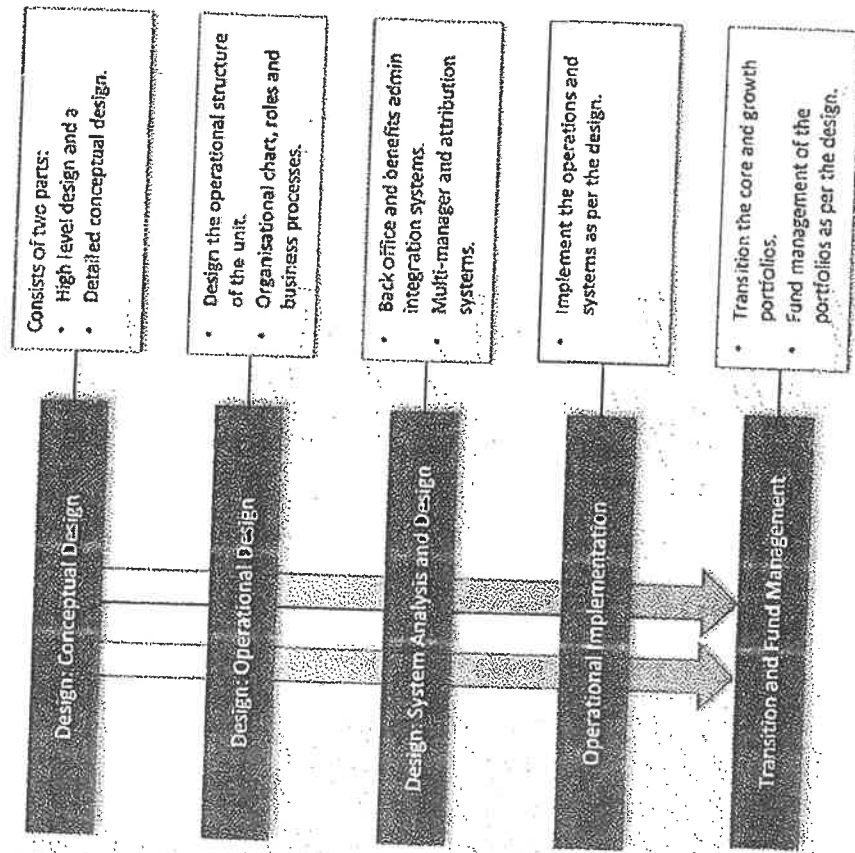 Design: Conceptual Design
Consists of two parts:
• High level design and a
• Detailed conceptual design.
Design: Operational Design
• Design the operational structure
of the unit.
• Organisational chart, roles and
business processes.
Design: System Analysis and Design
• Back office and benefits admin
integration systems.
• Multi-manager and attribution
systems.
Operational Implementation
• Implement the operations and
systems as per the design.
Transition and Fund Management
• Transition the core and growth
portfolios.
• Fund management of the
portfolios as per the design.